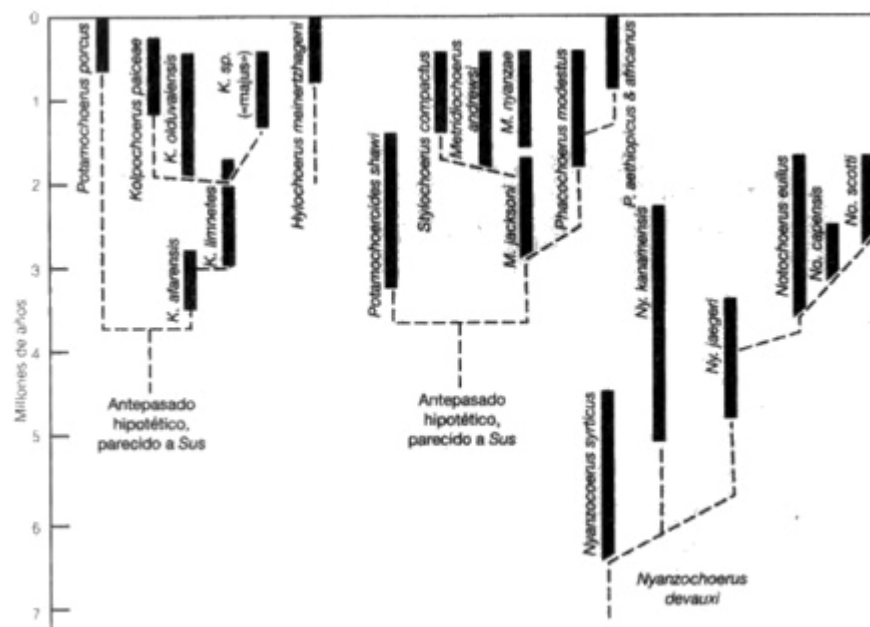 0
1
2
3
4
5
6
7
Millones de años
Potamochoerus porcus
Kolpochoerus paiceae
K. olduvaiensis
K. sp.
(«majus»)
K. limnetes
K. afarensis
Hylochoerus meinertzhageni
Potamochoeroides shawi
Stylochoerus compactus
Metridiochoerus
andrewsi
M. nyanzae
M. jacksoni
Phacochoerus modestus
P. aethiopicus & africanus
Ny. kanamensis
Ny. jaegeri
Notochoerus euilus
No. capensis
No. scotti
Nyanzocoerus syrticus
Antepasado
hipotético,
parecido a Sus
Antepasado
hipotético,
parecido a Sus
Nyanzochoerus
devauxi